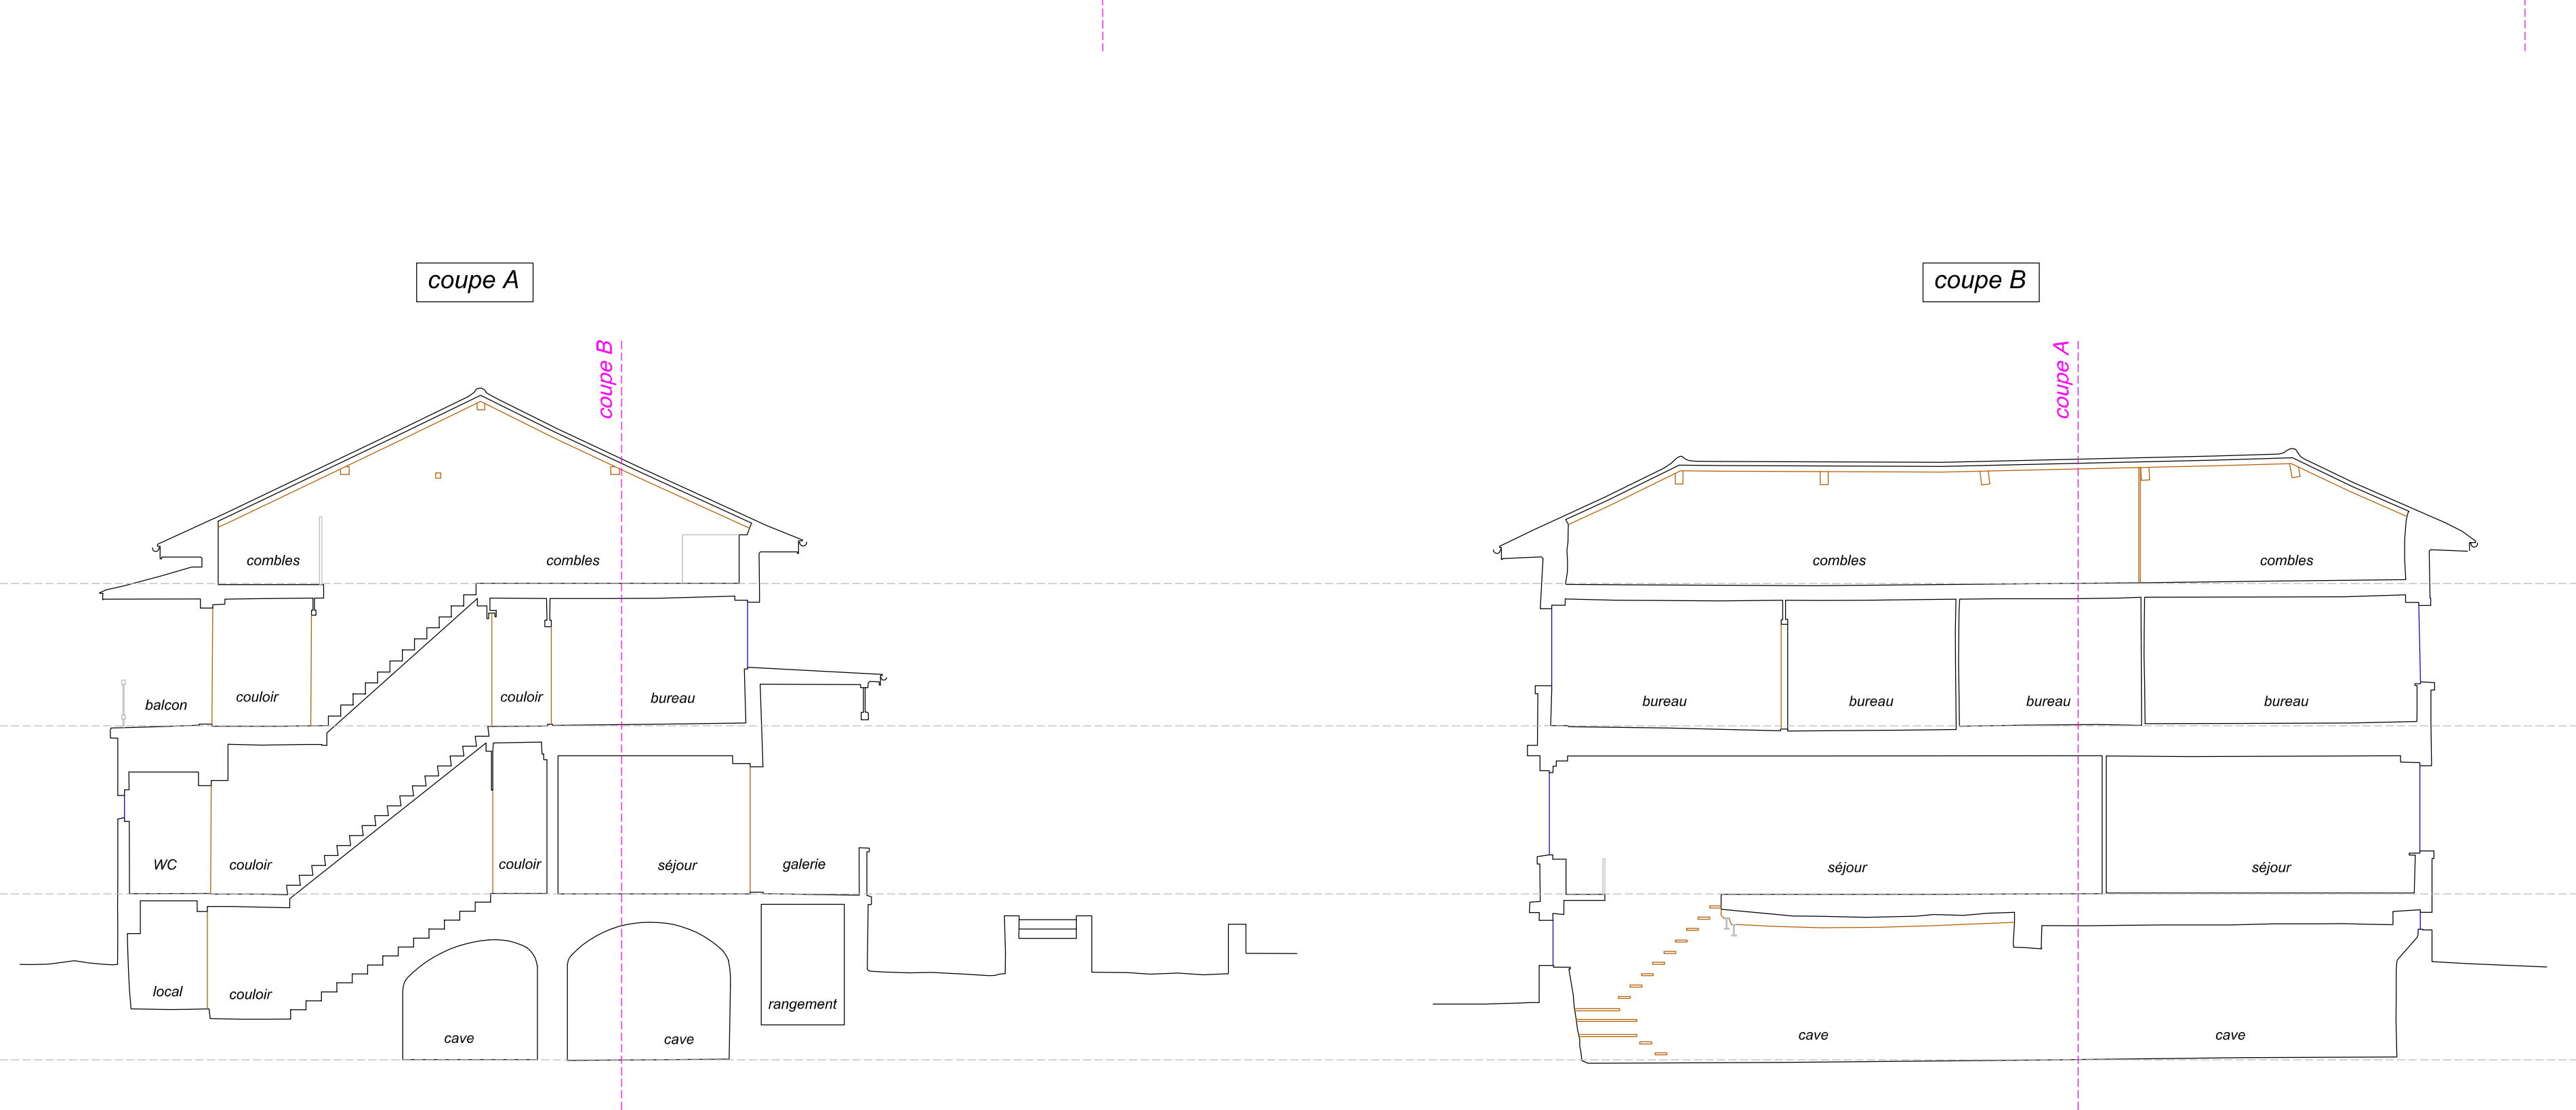 coupe A
coupe B
coupe B
coupe A
combles
combles
combles
combles
balcon
couloir
couloir
bureau
bureau
bureau
bureau
bureau
WC
couloir
couloir
séjour
galerie
séjour
séjour
local
couloir
rangement
cave
cave
cave
cave